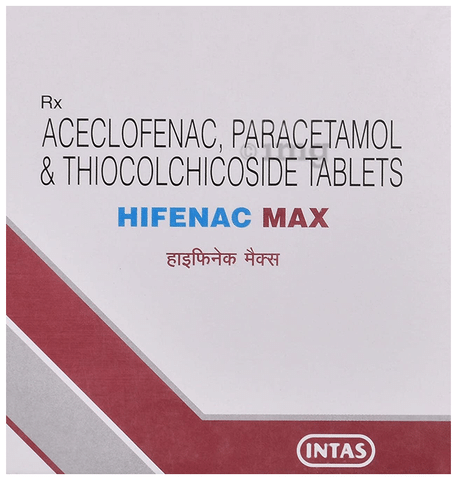 Rx
ACECLOFENAC, PARACETAMOL
& THIOCOLCHICOSIDE TABLETS
HIFENAC MAX
हाइफिनेक मैक्स
INTAS